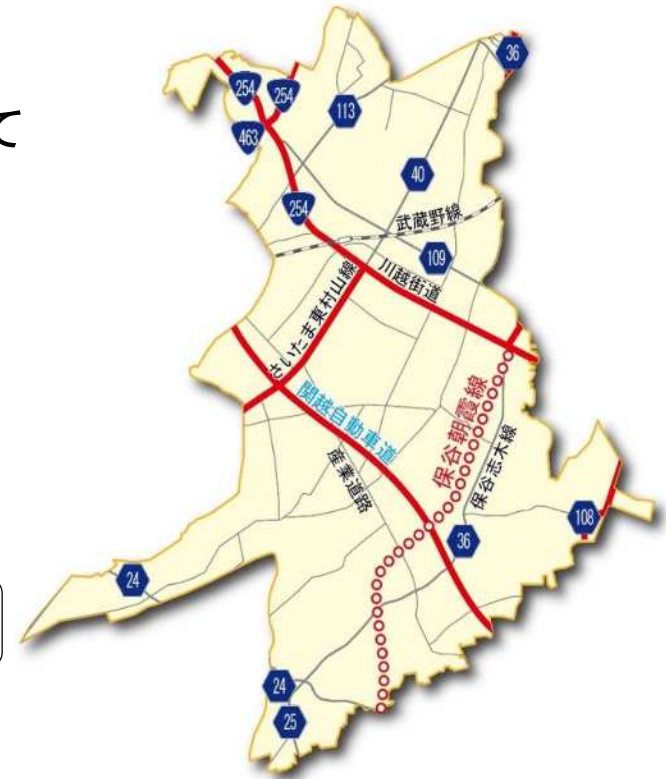 て
36
254
254
113
463
40
254
武蔵野線
109
川越街道
さいたま東村山線
関越自動車道
保谷朝霞線
産業道路
保谷志木線
108
36
24
24
25